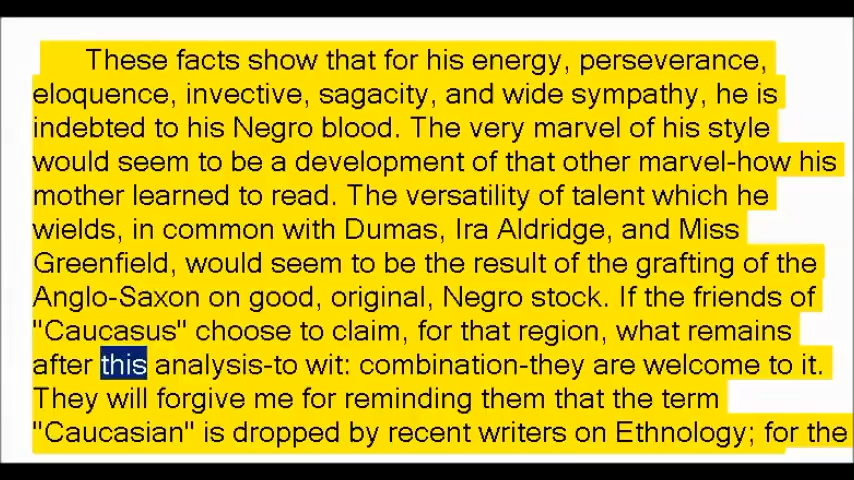 These facts show that for his energy, perseverance,
eloquence, invective, sagacity, and wide sympathy, he is
indebted to his Negro blood. The very marvel of his style
would seem to be a development of that other marvel-how his
mother learned to read. The versatility of talent which he
wields, in common with Dumas, Ira Aldridge, and Miss
Greenfield, would seem to be the result of the grafting of the
Anglo-Saxon on good, original, Negro stock. If the friends of
"Caucasus" choose to claim, for that region, what remains
after this analysis-to wit: combination-they are welcome to it.
They will forgive me for reminding them that the term
"Caucasian" is dropped by recent writers on Ethnology; for the